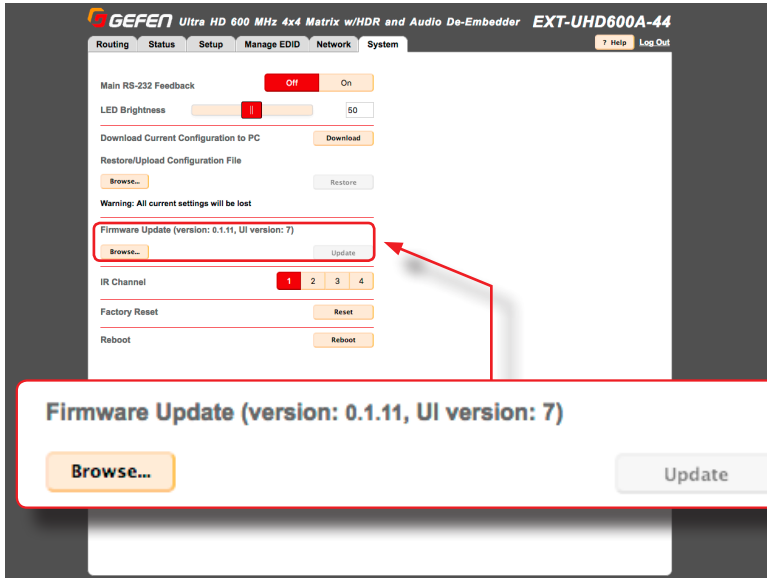 GEFEN Ultra HD 600 MHz 4x4 Matrix w/HDR and Audio De-Embedder EXT-UHD600A-44
Routing Status Setup Manage EDID Network System ? Help Log Out
Main RS-232 Feedback Off On
LED Brightness 50
Download Current Configuration to PC Download
Restore/Upload Configuration File
Browse... Restore
Warning: All current settings will be lost
Firmware Update (version: 0.1.11, UI version: 7)
Browse... Update
IR Channel 1 2 3 4
Factory Reset Reset
Reboot Reboot
Firmware Update (version: 0.1.11, UI version: 7)
Browse... Update